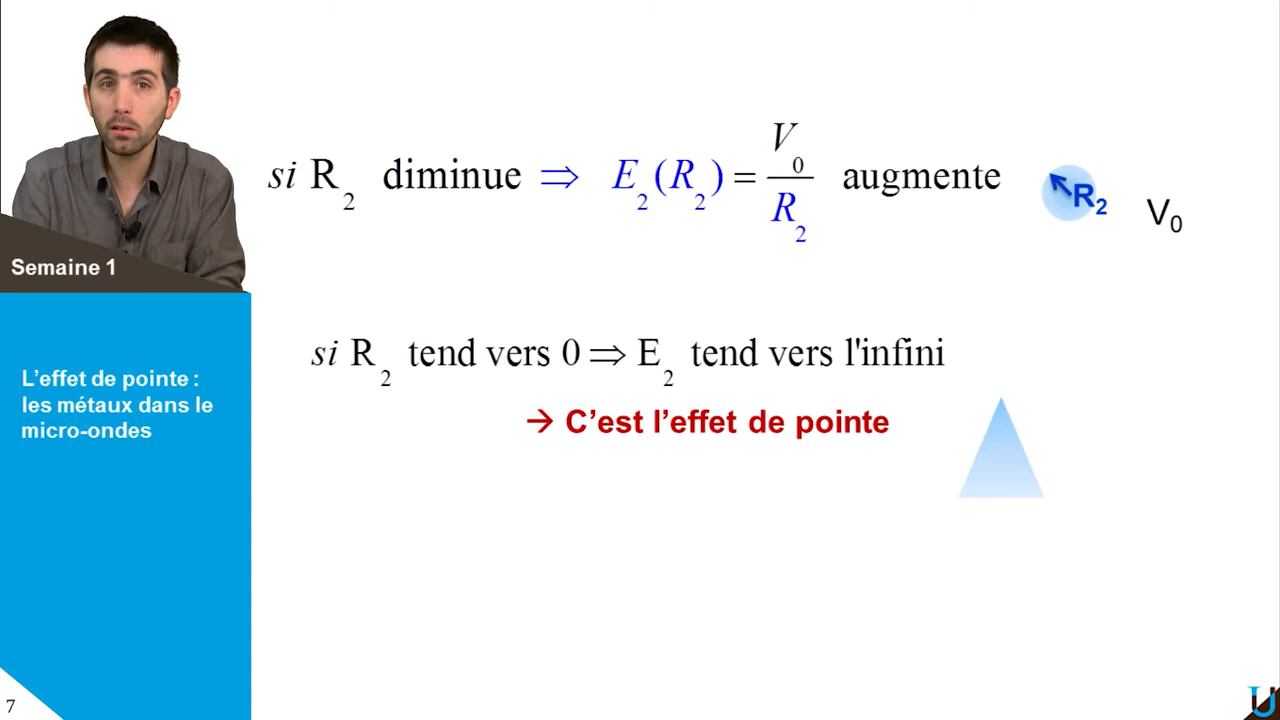 si R2 diminue ⇒ E2(R2) = V0/R2 augmente
R2
V0
Semaine 1
si R2 tend vers 0 ⇒ E2 tend vers l'infini
→ C’est l’effet de pointe
L’effet de pointe :
les métaux dans le
micro-ondes
7
U